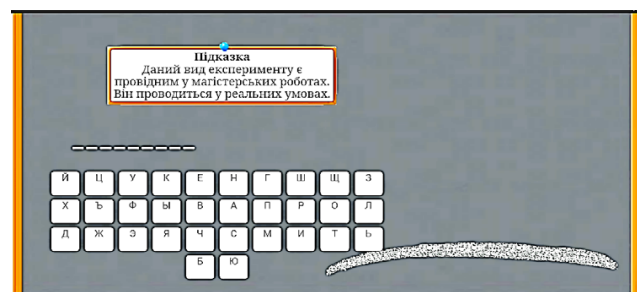 Підказка
Даний вид експерименту є
провідним у магістерських роботах.
Він проводиться у реальних умовах.
Й Ц У К Е Н Г Ш Щ З
Х Ъ Ф Ы В А П Р О Л
Д Ж Э Я Ч С М И Т Ь
Б Ю